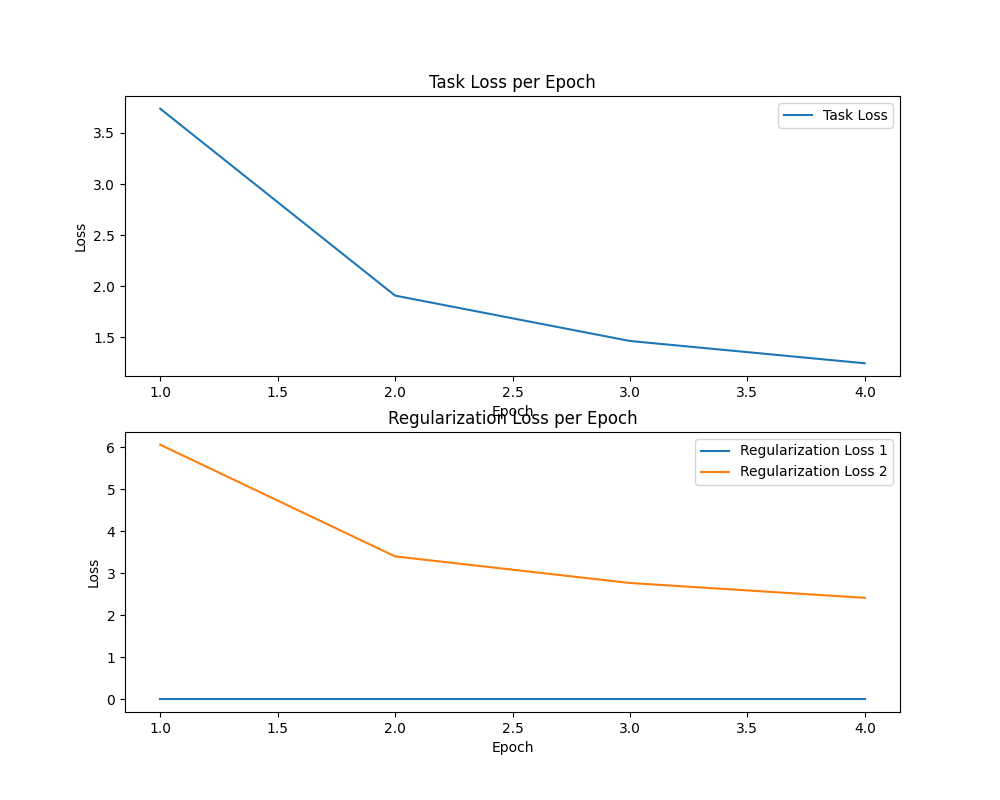 Task Loss per Epoch
Task Loss
Loss
3.5
3.0
2.5
2.0
1.5
1.0 1.5 2.0 2.5 3.0 3.5 4.0
Epoch
Regularization Loss per Epoch
Regularization Loss 1
Regularization Loss 2
Loss
6
5
4
3
2
1
0
1.0 1.5 2.0 2.5 3.0 3.5 4.0
Epoch